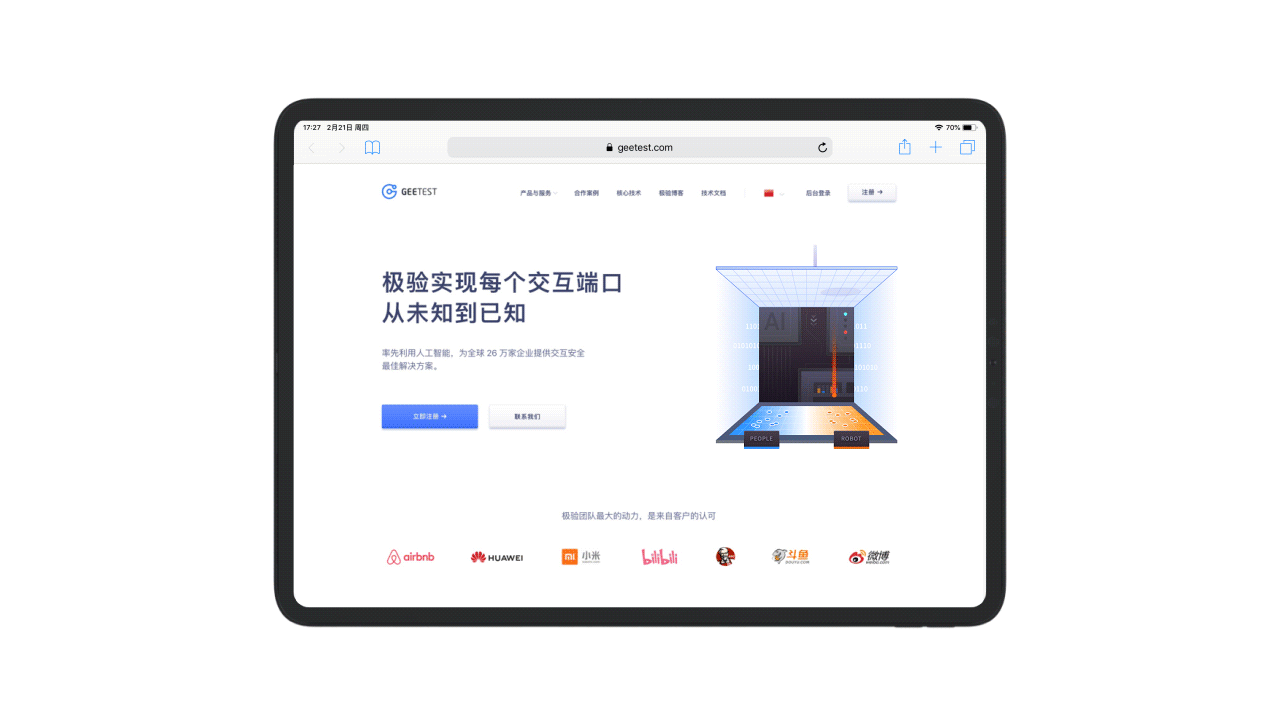 17:27 2月21日 周四
70%
geetest.com
GEETEST
产品与服务
合作案例
核心技术
极验博客
技术文档
后台登录
注册 →
极验实现每个交互端口
从未知到已知
率先利用人工智能，为全球 26 万家企业提供交互安全
最佳解决方案。
立即注册 →
联系我们
AI
011
010101
0110
100
101010
0100
0110
PEOPLE
ROBOT
极验团队最大的动力，是来自客户的认可
airbnb
HUAWEI
mi
小米
bilibili
斗鱼
DOUYU.COM
微博
weibo.com